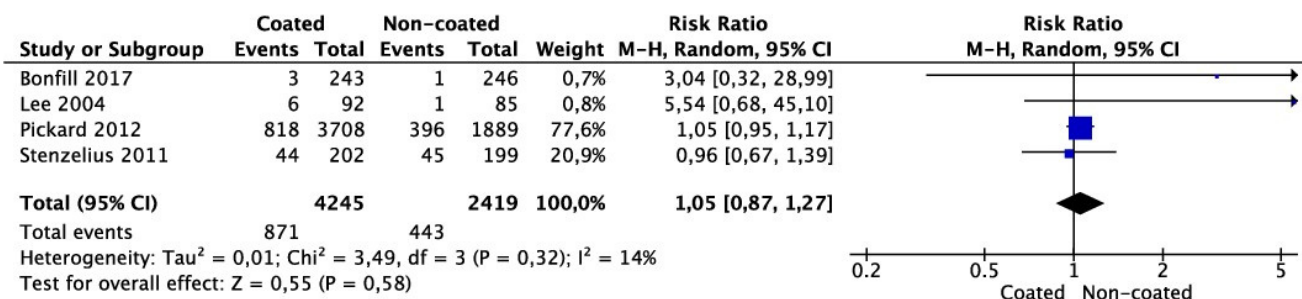 Coated Non-coated Risk Ratio Risk Ratio
Study or Subgroup Events Total Events Total Weight M-H, Random, 95% CI M-H, Random, 95% CI
Bonfill 2017 3 243 1 246 0,7% 3,04 [0,32, 28,99]
Lee 2004 6 92 1 85 0,8% 5,54 [0,68, 45,10]
Pickard 2012 818 3708 396 1889 77,6% 1,05 [0,95, 1,17]
Stenzelius 2011 44 202 45 199 20,9% 0,96 [0,67, 1,39]
Total (95% CI) 4245 2419 100,0% 1,05 [0,87, 1,27]
Total events 871 443
Heterogeneity: Tau² = 0,01; Chi² = 3,49, df = 3 (P = 0,32); I² = 14%
Test for overall effect: Z = 0,55 (P = 0,58)
0.2 0.5 1 2 5
Coated Non-coated